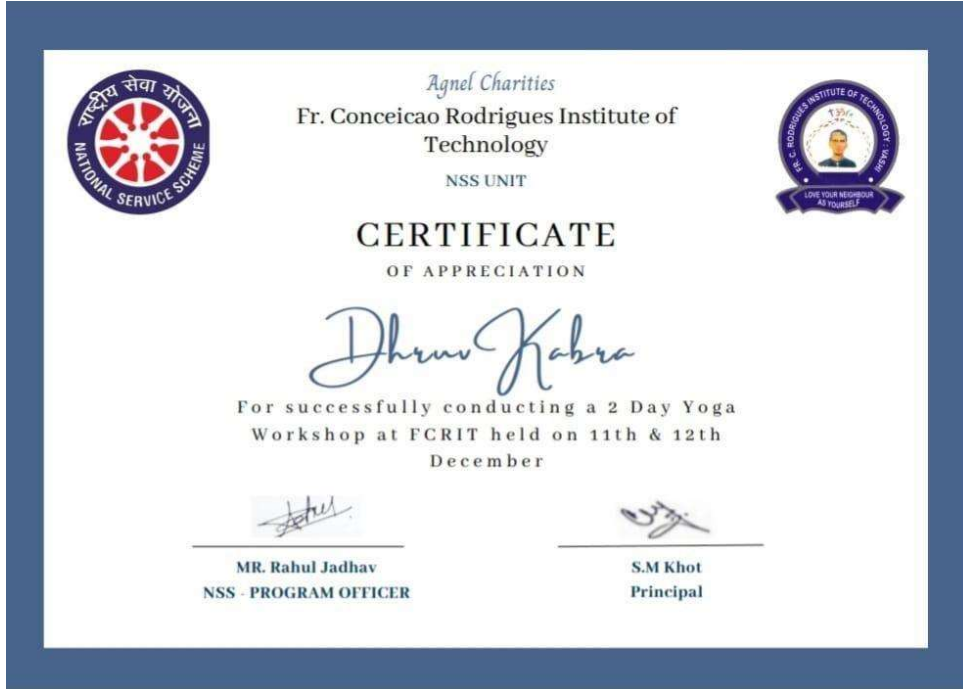 राष्ट्रीय सेवा योजना
NATIONAL SERVICE SCHEME
Agnel Charities
Fr. Conceicao Rodrigues Institute of
Technology
NSS UNIT
FR. C. RODRIGUES INSTITUTE OF TECHNOLOGY : VASHI
LOVE YOUR NEIGHBOUR
AS YOURSELF
CERTIFICATE
OF APPRECIATION
Dhruv Kabra
For successfully conducting a 2 Day Yoga
Workshop at FCRIT held on 11th & 12th
December
MR. Rahul Jadhav
S.M Khot
NSS - PROGRAM OFFICER
Principal